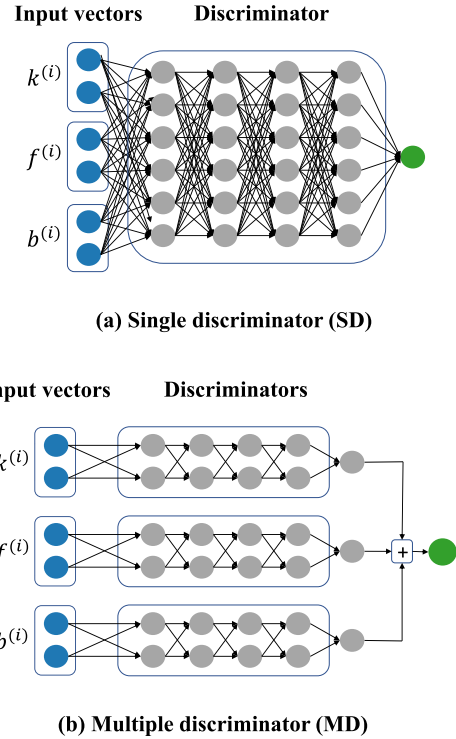 Input vectors Discriminator
k^(i)
f^(i)
b^(i)
(a) Single discriminator (SD)
nput vectors Discriminators
k^(i)
f^(i)
b^(i)
+
(b) Multiple discriminator (MD)